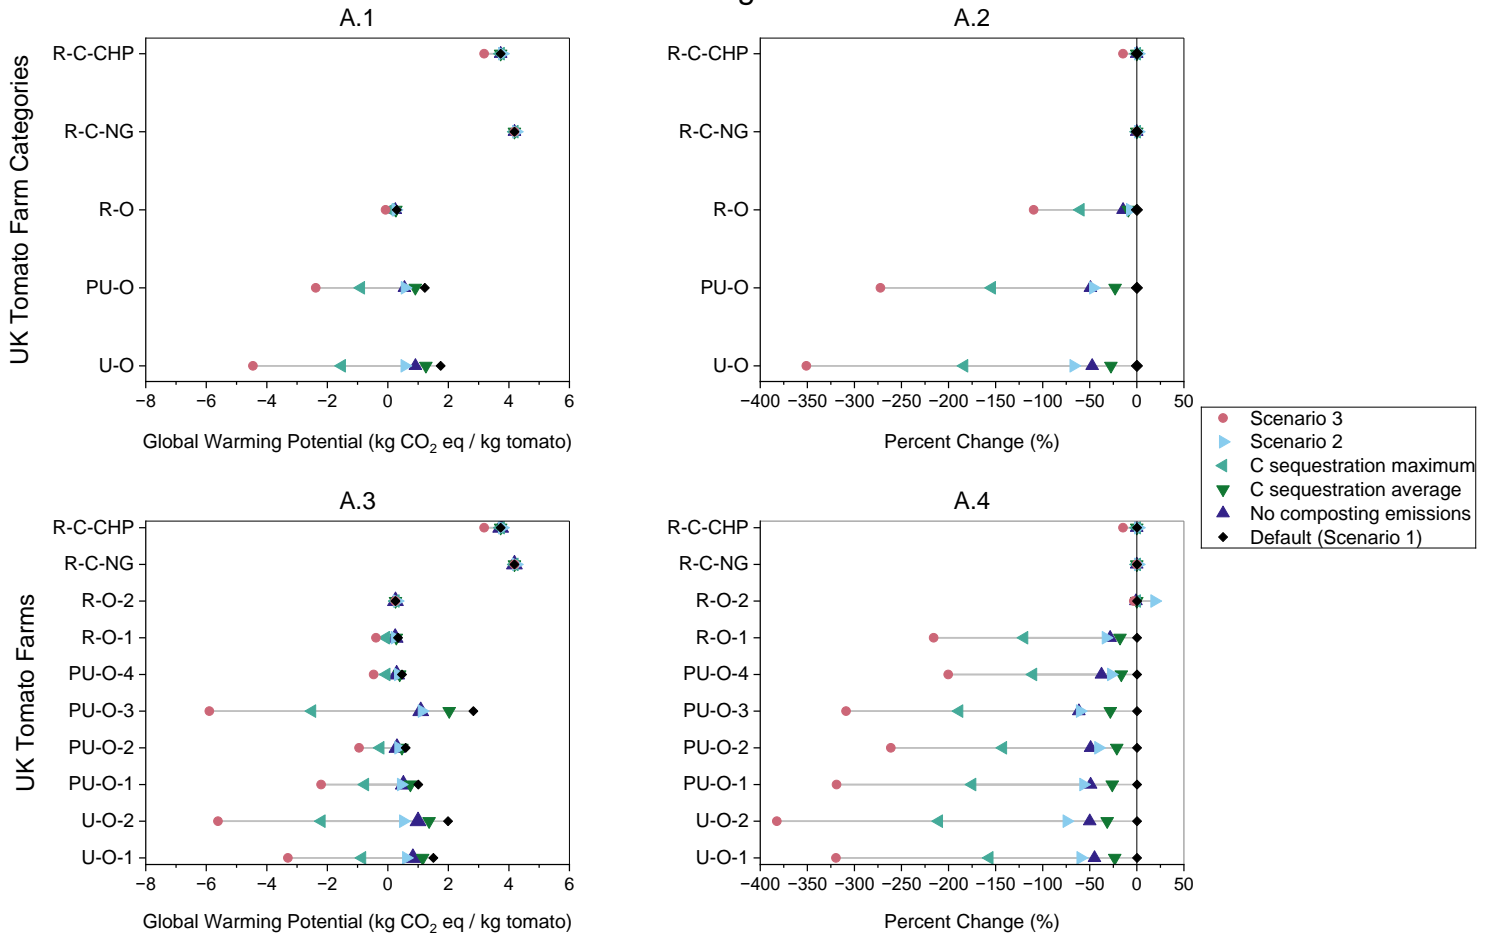 g
A.1
A.2
UK Tomato Farm Categories
R-C-CHP
R-C-NG
R-O
PU-O
U-O
−8 −6 −4 −2 0 2 4 6
Global Warming Potential (kg CO2 eq / kg tomato)
R-C-CHP
R-C-NG
R-O
PU-O
U-O
−400 −350 −300 −250 −200 −150 −100 −50 0 50
Percent Change (%)
Scenario 3
Scenario 2
C sequestration maximum
C sequestration average
No composting emissions
Default (Scenario 1)
A.3
A.4
UK Tomato Farms
R-C-CHP
R-C-NG
R-O-2
R-O-1
PU-O-4
PU-O-3
PU-O-2
PU-O-1
U-O-2
U-O-1
−8 −6 −4 −2 0 2 4 6
Global Warming Potential (kg CO2 eq / kg tomato)
R-C-CHP
R-C-NG
R-O-2
R-O-1
PU-O-4
PU-O-3
PU-O-2
PU-O-1
U-O-2
U-O-1
−400 −350 −300 −250 −200 −150 −100 −50 0 50
Percent Change (%)